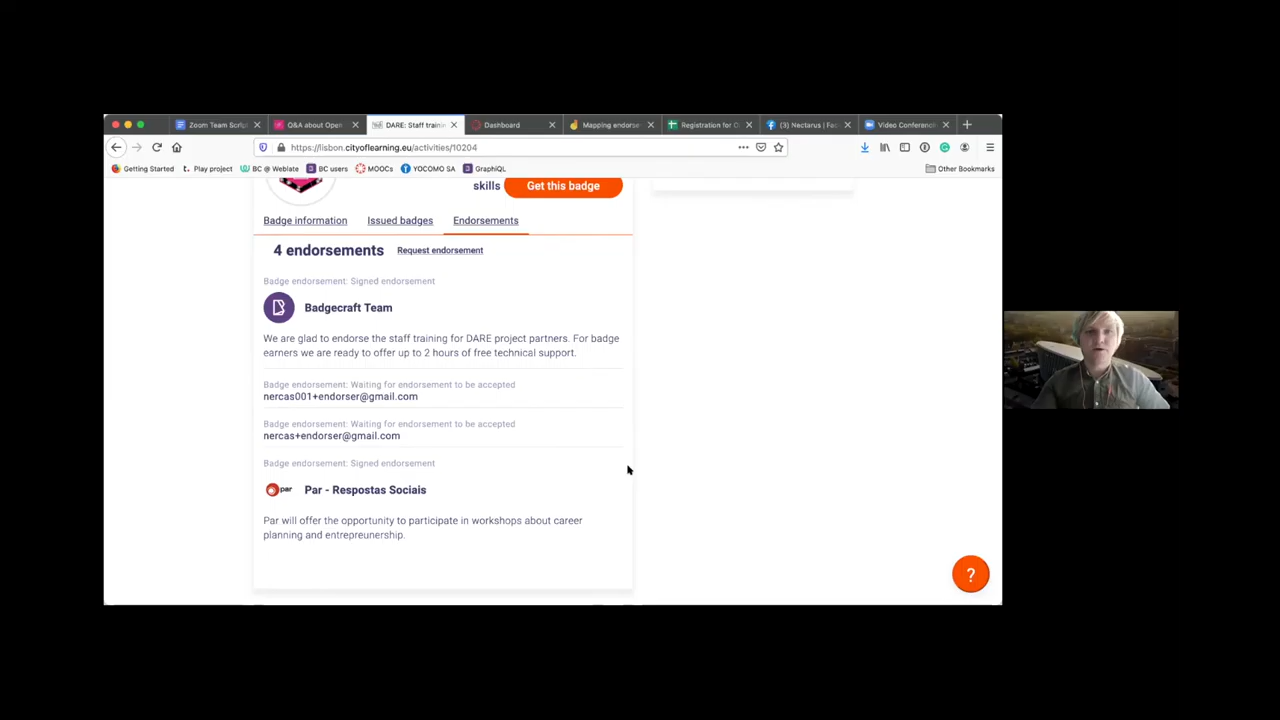 Zoom Team Scrip
Q&A about Open
DARE: Staff trainin
Dashboard
Mapping endorse
Registration for C
(3) Nectarus | Fac
Video Conferencin
https://lisbon.cityoflearning.eu/activities/10204
Getting Started
Play project
BC @ Weblate
BC users
MOOCs
YOCOMO SA
GraphiQL
Other Bookmarks
skills
Get this badge
Badge information
Issued badges
Endorsements
4 endorsements
Request endorsement
Badge endorsement: Signed endorsement
Badgecraft Team
We are glad to endorse the staff training for DARE project partners. For badge
earners we are ready to offer up to 2 hours of free technical support.
Badge endorsement: Waiting for endorsement to be accepted
nercas001+endorser@gmail.com
Badge endorsement: Waiting for endorsement to be accepted
nercas+endorser@gmail.com
Badge endorsement: Signed endorsement
par
Par - Respostas Sociais
Par will offer the opportunity to participate in workshops about career
planning and entrepreunership.
?